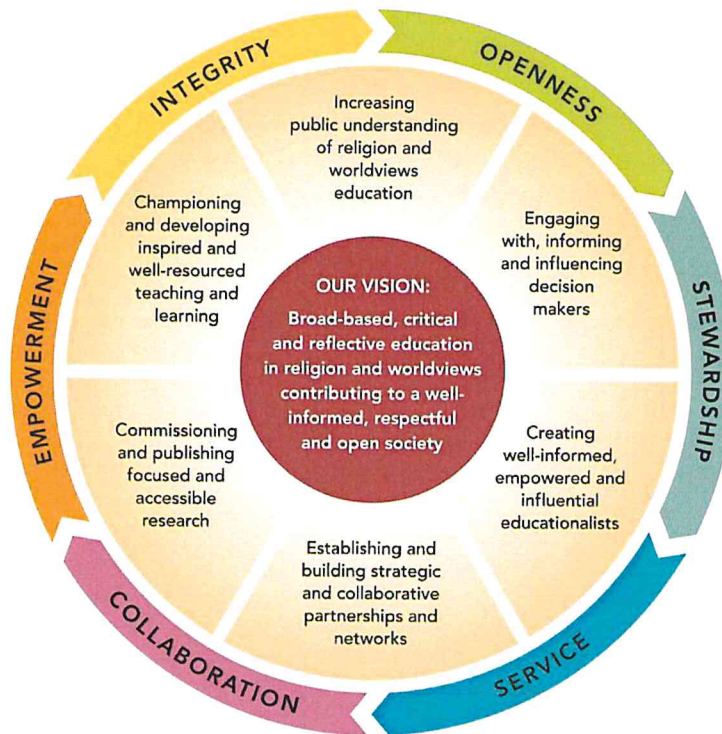 INTEGRITY
OPENNESS
STEWARDSHIP
SERVICE
COLLABORATION
EMPOWERMENT
Increasing
public understanding
of religion and
worldviews
education
Engaging
with, informing
and influencing
decision
makers
Creating
well-informed,
empowered and
influential
educationalists
Establishing and
building strategic
and collaborative
partnerships and
networks
Commissioning
and publishing
focused and
accessible
research
Championing
and developing
inspired and
well-resourced
teaching and
learning
OUR VISION:
Broad-based, critical
and reflective education
in religion and worldviews
contributing to a well-
informed, respectful
and open society